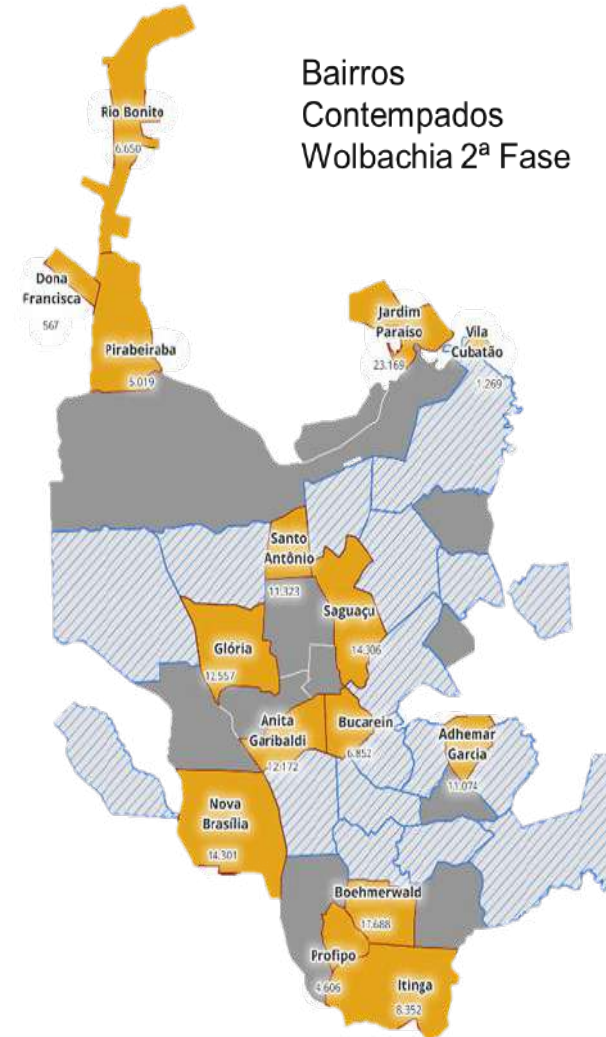 Bairros
Contempados
Wolbachia 2ª Fase
Rio Bonito
6.650
Dona
Francisca
567
Pirabeiraba
5.019
Jardim
Paraiso
23.169
Vila
Cubatão
1.269
Santo
Antônio
11.323
Saguaçu
14.306
Glória
12.557
Anita
Garibaldi
12.172
Bucarein
6.852
Adhemar
Garcia
11.074
Nova
Brasília
14.301
Boehmerwald
17.688
Profipo
4.606
Itinga
8.352